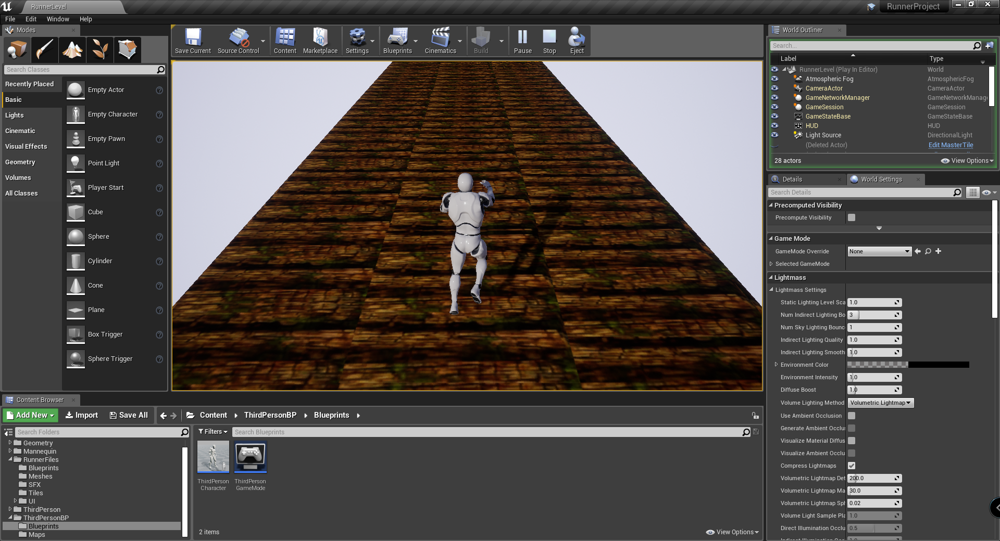 RunnerLevel
RunnerProject
File Edit Window Help
Modes
Search Classes
Recently Placed
Basic
Lights
Cinematic
Visual Effects
Geometry
Volumes
All Classes
Empty Actor
Empty Character
Empty Pawn
Point Light
Player Start
Cube
Sphere
Cylinder
Cone
Plane
Box Trigger
Sphere Trigger
Save Current
Source Control
Content
Marketplace
Settings
Blueprints
Cinematics
Build
Pause
Stop
Eject
World Outliner
Search...
Label Type
RunnerLevel (Play In Editor) World
Atmospheric Fog AtmosphericFog
CameraActor CameraActor
GameNetworkManager GameNetworkManage
GameSession GameSession
GameStateBase GameStateBase
HUD HUD
Light Source DirectionalLight
(Deleted Actor) Edit MasterTile
28 actors View Options
Details World Settings
Search Details
Precomputed Visibility
Precompute Visibility
Game Mode
GameMode Override None
Selected GameMode
Lightmass
Lightmass Settings
Static Lighting Level Sca 1.0
Num Indirect Lighting Bo 3
Num Sky Lighting Bounc 1
Indirect Lighting Quality 1.0
Indirect Lighting Smooth 1.0
Environment Color
Environment Intensity 1.0
Diffuse Boost 1.0
Volume Lighting Method Volumetric Lightmap
Use Ambient Occlusion
Generate Ambient Occlus
Visualize Material Diffus
Visualize Ambient Occlu
Compress Lightmaps
Volumetric Lightmap Det 200.0
Volumetric Lightmap Ma 30.0
Volumetric Lightmap Sph 0.02
Volume Light Sample Pla 1.0
Direct Illumination Occlu 0.5
Content Browser
Add New Import Save All Content ThirdPersonBP Blueprints
Search Folders
Geometry
Mannequin
RunnerFiles
Blueprints
Meshes
SFX
Tiles
UI
ThirdPerson
ThirdPersonBP
Blueprints
Maps
Filters Search Blueprints
ThirdPerson
Character
ThirdPerson
GameMode
2 items View Options